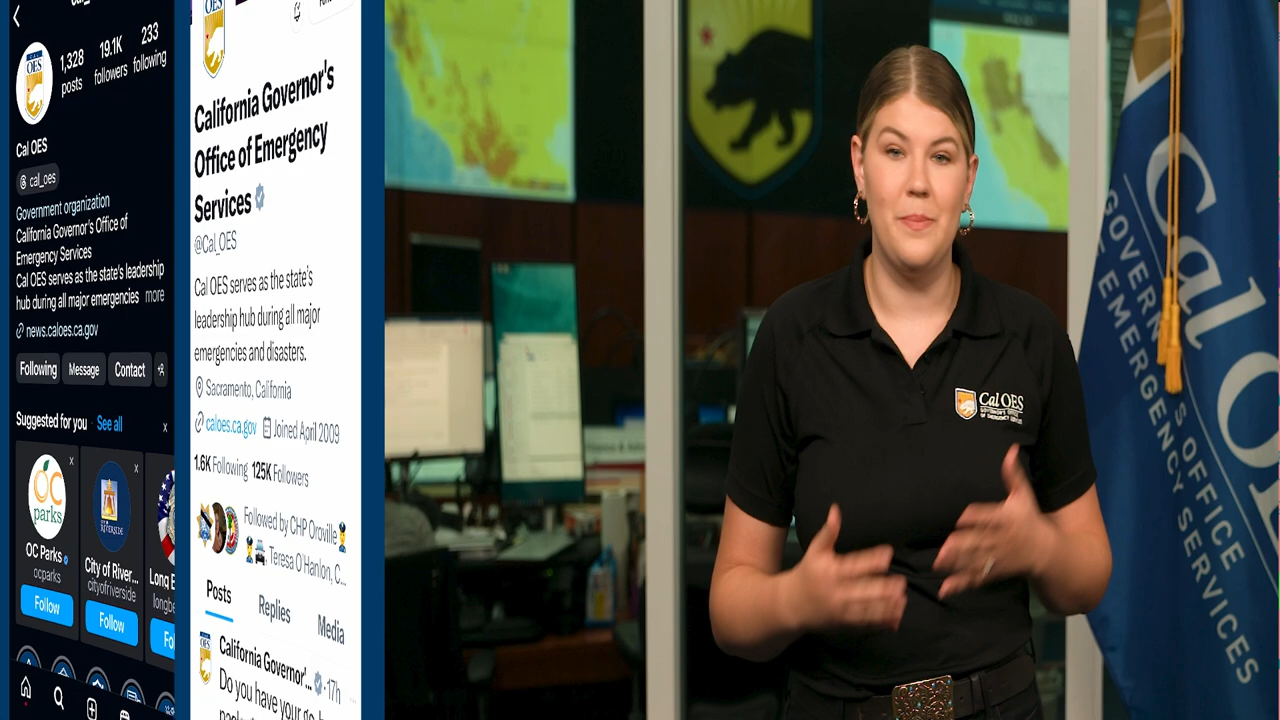 OES
1,328
posts
19.1K
followers
233
following
Cal OES
cal_oes
Government organization
California Governor's Office of
Emergency Services
Cal OES serves as the state's leadership
hub during all major emergencies more
news.caloes.ca.gov
Following
Message
Contact
Suggested for you
See all
x
x
x
OC
parks
RIVERSIDE
OC Parks
ocparks
Follow
City of River...
cityofriverside
Follow
OES
California Governor's
Office of Emergency
Services
@Cal_OES
Cal OES serves as the state's
leadership hub during all major
emergencies and disasters.
Sacramento, California
caloes.ca.gov
Joined April 2009
1.6K Following 125K Followers
Followed by CHP Oroville
, Teresa O'Hanlon, C...
Posts
Replies
Media
California Governor'...
·17h
Do you have your go-b
Cal OES
GOVERNOR'S OFFICE
OF EMERGENCY SERVICES